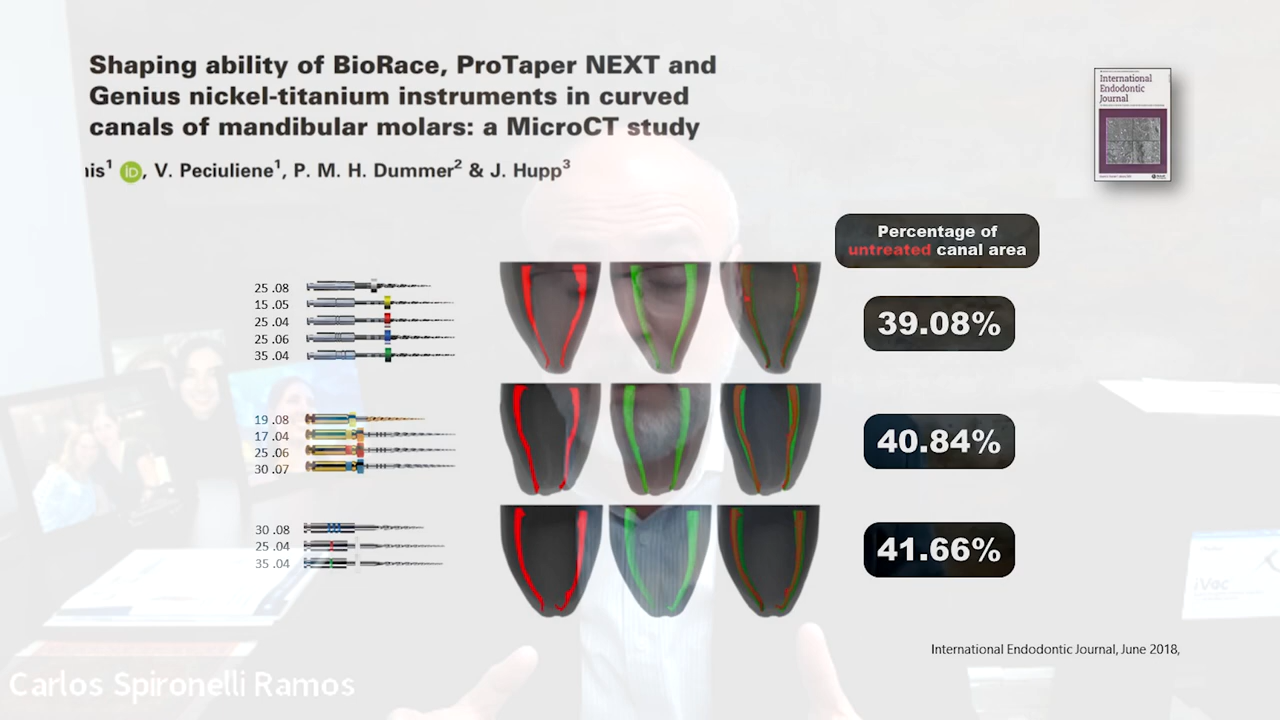 Shaping ability of BioRace, ProTaper NEXT and
Genius nickel-titanium instruments in curved
canals of mandibular molars: a MicroCT study
nis¹ iD, V. Peciuliene¹, P. M. H. Dummer² & J. Hupp³
International
Endodontic
Journal
Percentage of
untreated canal area
25 .08
15 .05
25 .04
25 .06
35 .04
39.08%
19 .08
17 .04
25 .06
30 .07
40.84%
30 .08
25 .04
35 .04
41.66%
iVac
International Endodontic Journal, June 2018,
Carlos Spironelli Ramos